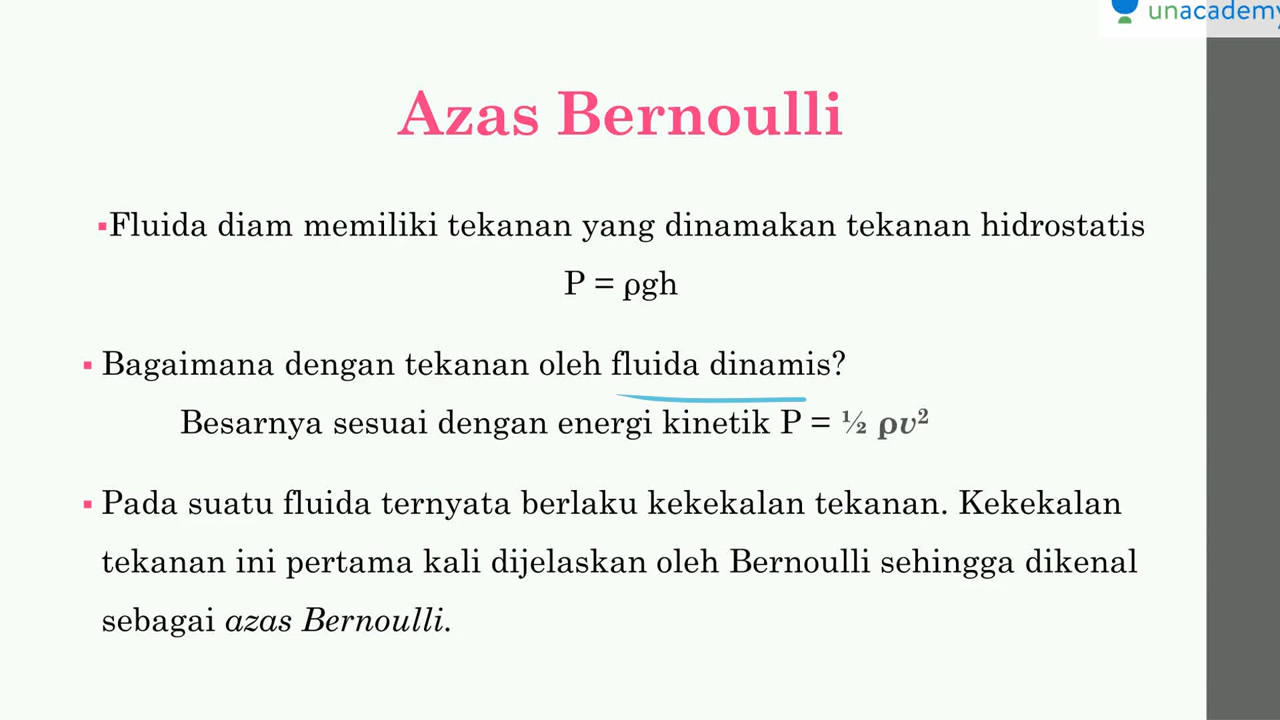 unacademy
Azas Bernoulli
▪Fluida diam memiliki tekanan yang dinamakan tekanan hidrostatis
P = ρgh
▪ Bagaimana dengan tekanan oleh fluida dinamis?
Besarnya sesuai dengan energi kinetik P = ½ ρv²
▪ Pada suatu fluida ternyata berlaku kekekalan tekanan. Kekekalan
tekanan ini pertama kali dijelaskan oleh Bernoulli sehingga dikenal
sebagai azas Bernoulli.